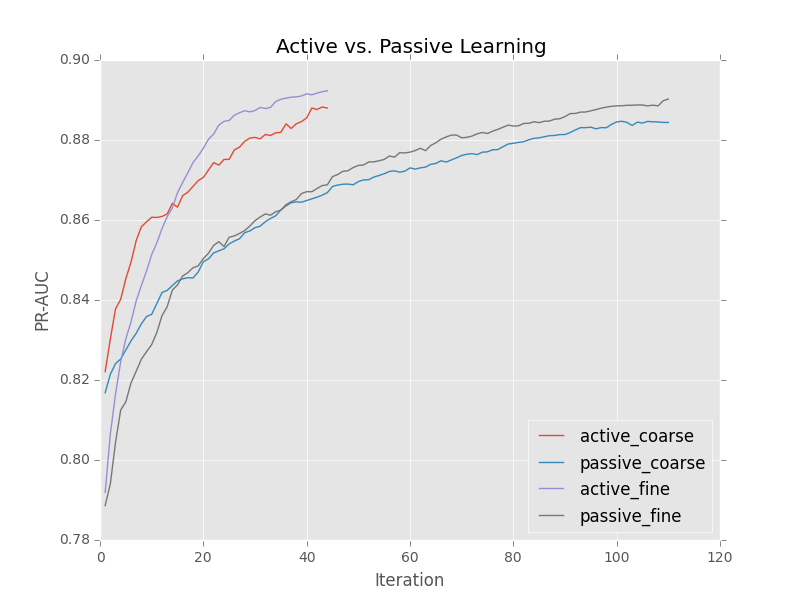 Active vs. Passive Learning
0.90
0.88
0.86
0.84
0.82
0.80
0.78
PR-AUC
active_coarse
passive_coarse
active_fine
passive_fine
0 20 40 60 80 100 120
Iteration